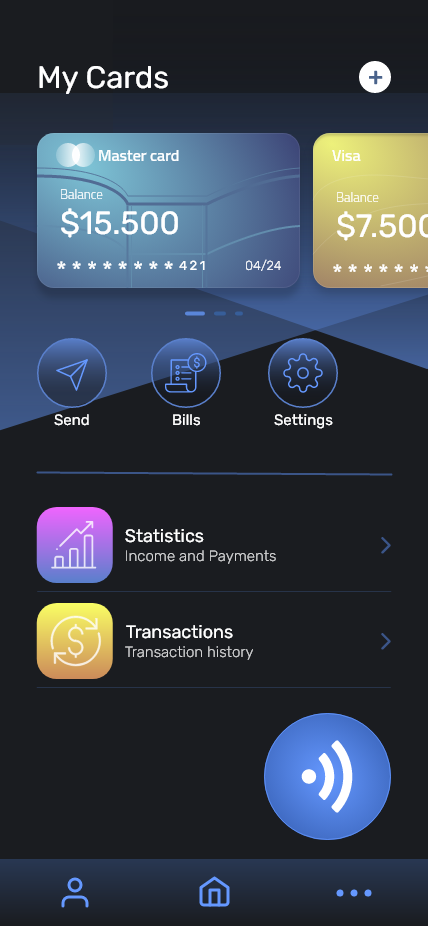 My Cards
Master card
Balance
$15.500
* * * * * * * * 421 04/24
Visa
Balance
$7.500
* * * * * * *
Send
Bills
Settings
Statistics
Income and Payments
Transactions
Transaction history